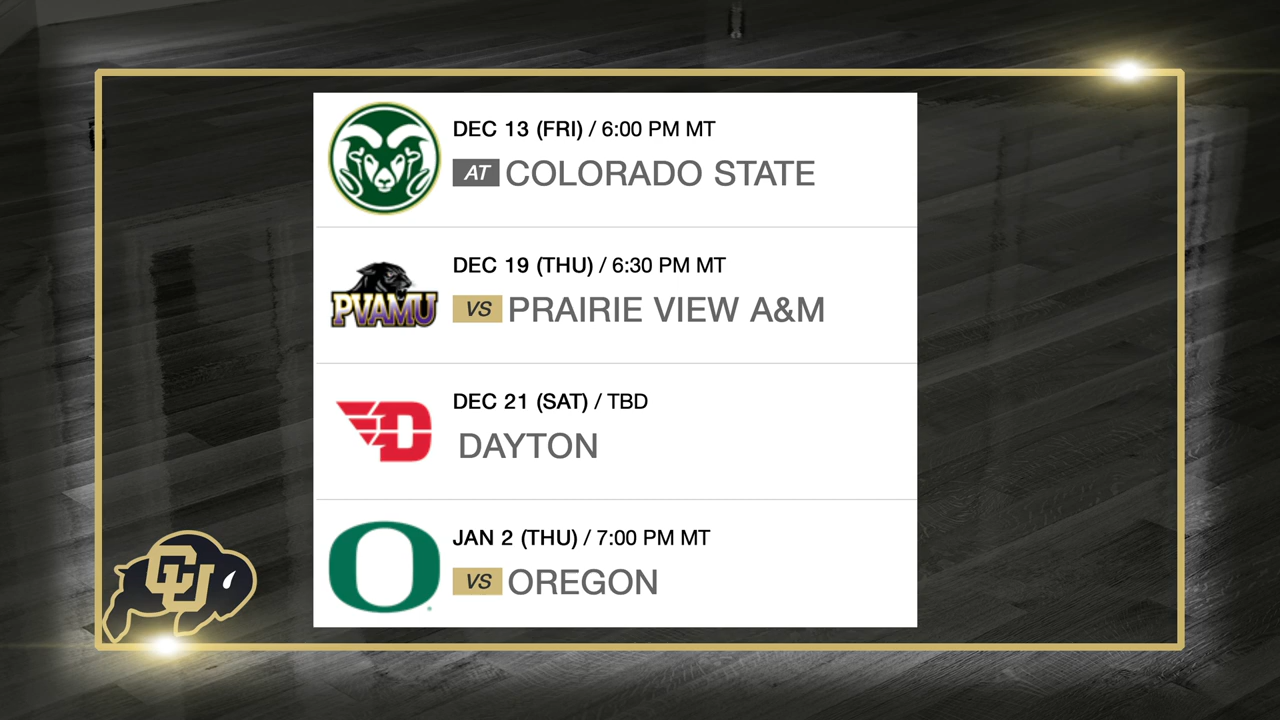 DEC 13 (FRI) / 6:00 PM MT
AT COLORADO STATE
PVAMU
DEC 19 (THU) / 6:30 PM MT
VS PRAIRIE VIEW A&M
D
DEC 21 (SAT) / TBD
DAYTON
O
JAN 2 (THU) / 7:00 PM MT
VS OREGON
CU